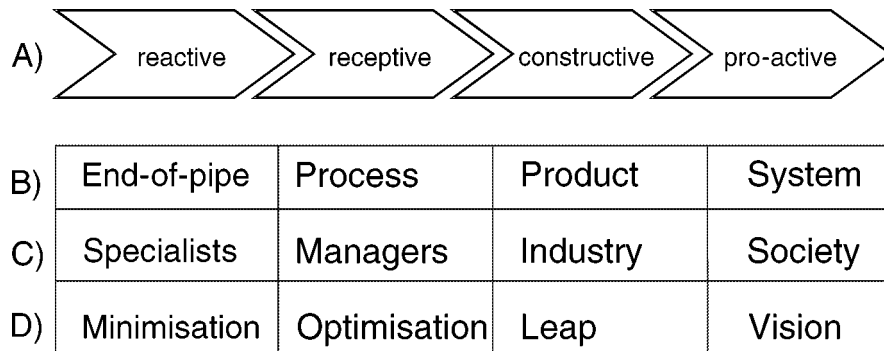 A) reactive receptive constructive pro-active
B) End-of-pipe Process Product System
C) Specialists Managers Industry Society
D) Minimisation Optimisation Leap Vision